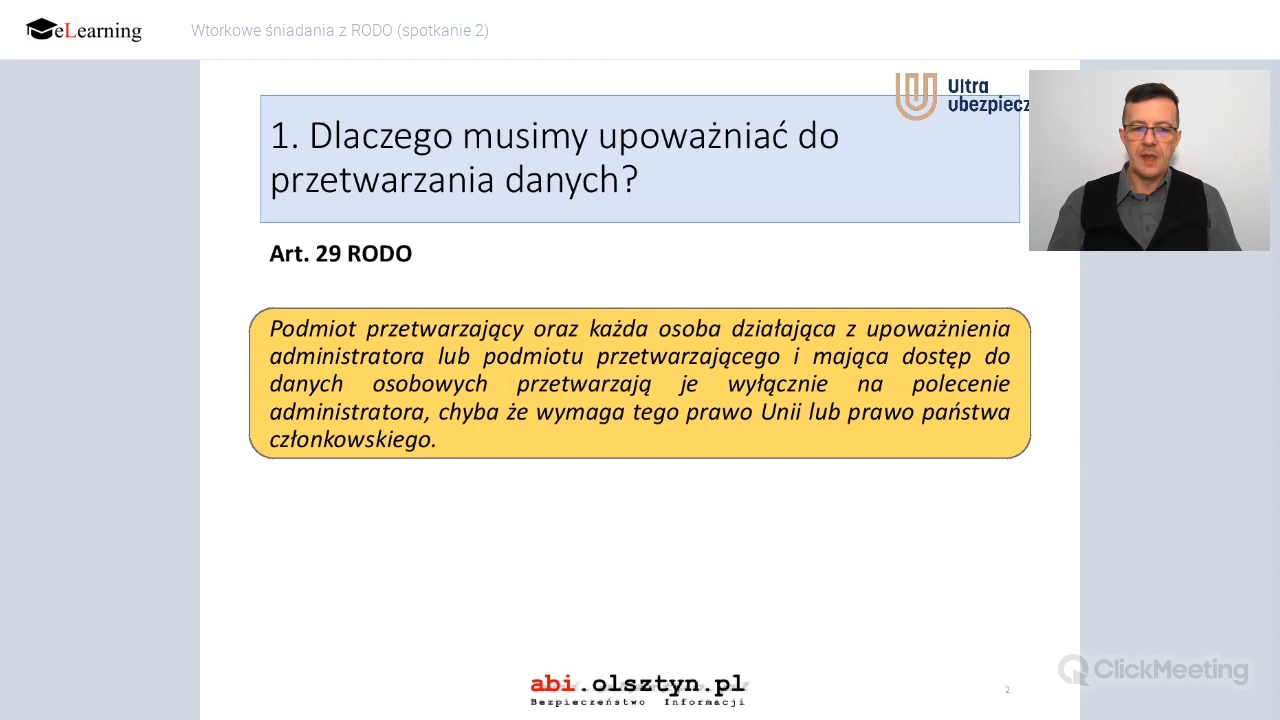 eLearning
Wtorkowe śniadania z RODO (spotkanie 2)
Ultra
ubezpiecz
1. Dlaczego musimy upoważniać do
przetwarzania danych?
Art. 29 RODO
Podmiot przetwarzający oraz każda osoba działająca z upoważnienia
administratora lub podmiotu przetwarzającego i mająca dostęp do
danych osobowych przetwarzają je wyłącznie na polecenie
administratora, chyba że wymaga tego prawo Unii lub prawo państwa
członkowskiego.
ClickMeeting
abi.olsztyn.pl
Bezpieczeństwo Informacji
2